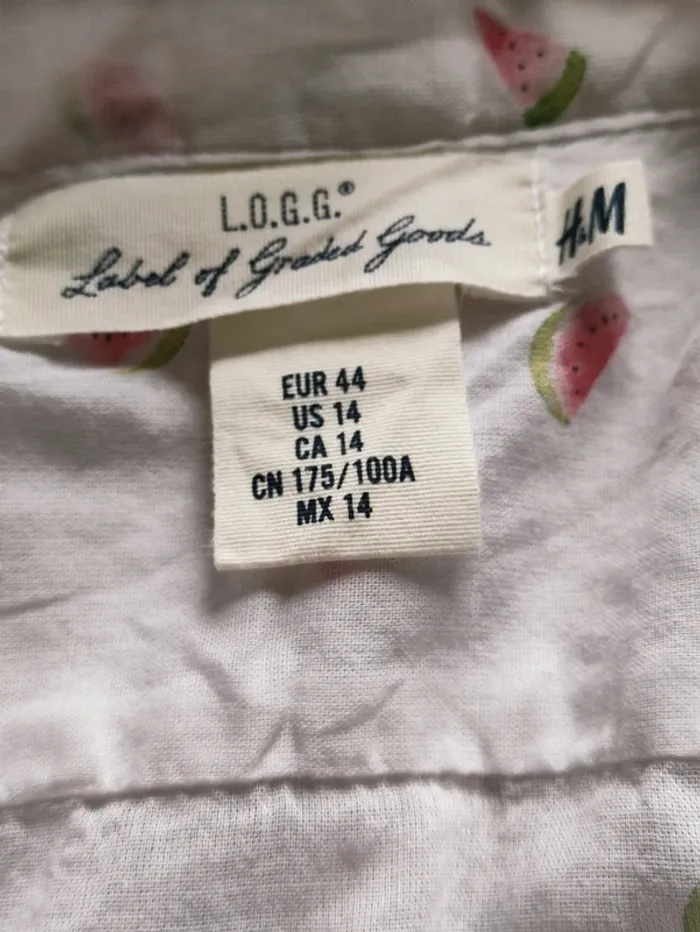 L.O.G.G.®
Label of Graded Goods
H&M
EUR 44
US 14
CA 14
CN 175/100A
MX 14